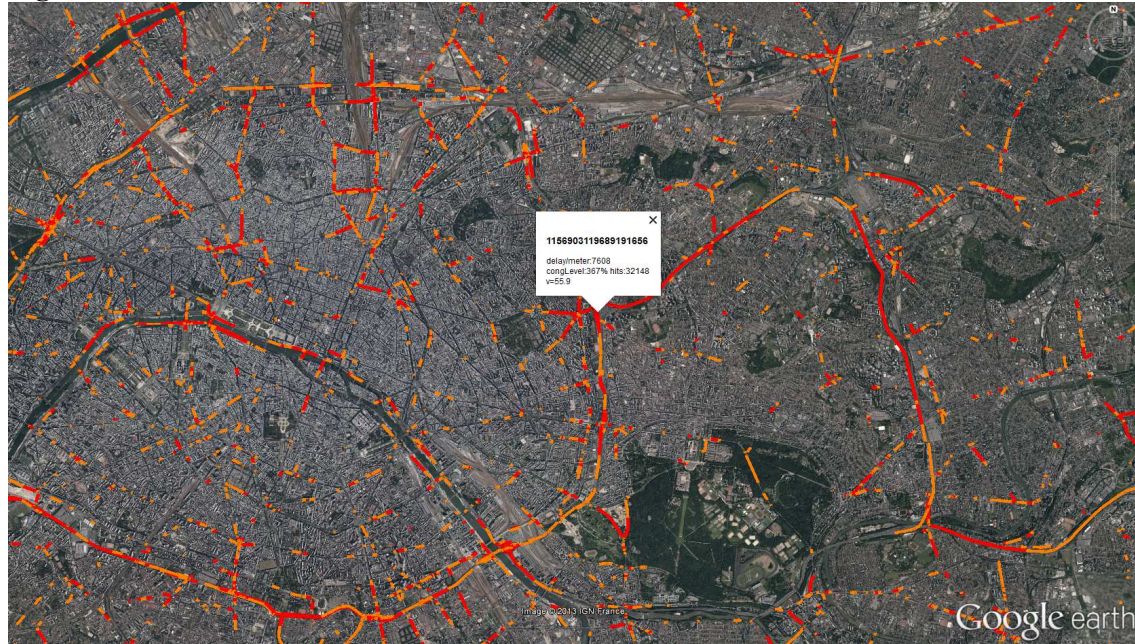 N
1156903119689191656
delay/meter:7608
congLevel:367% hits:32148
v=55.9
Image © 2013 IGN France
Google earth